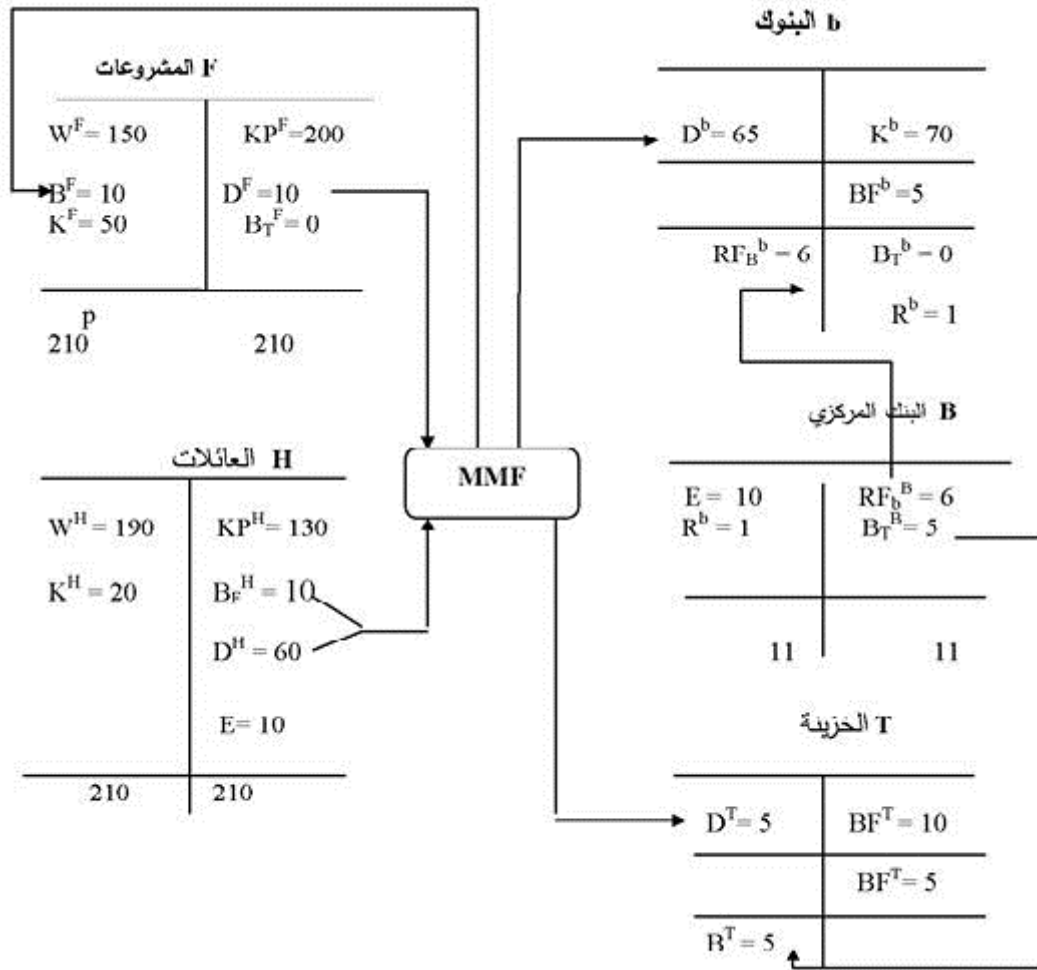 F المشروعات
W^F = 150 KP^F =200
B^F = 10 D^F =10
K^F = 50 B_T^F = 0
p
210 210
H العائلات
W^H = 190 KP^H = 130
K^H = 20 B_F^H = 10
D^H = 60
E= 10
210 210
MMF
b البنوك
D^b = 65 K^b = 70
BF^b =5
RF_B^b = 6 B_T^b = 0
R^b = 1
B البنك المركزي
E = 10 RF_b^B = 6
R^b = 1 B_T^B = 5
11 11
T الخزينة
D^T = 5 BF^T = 10
BF^T = 5
B^T = 5